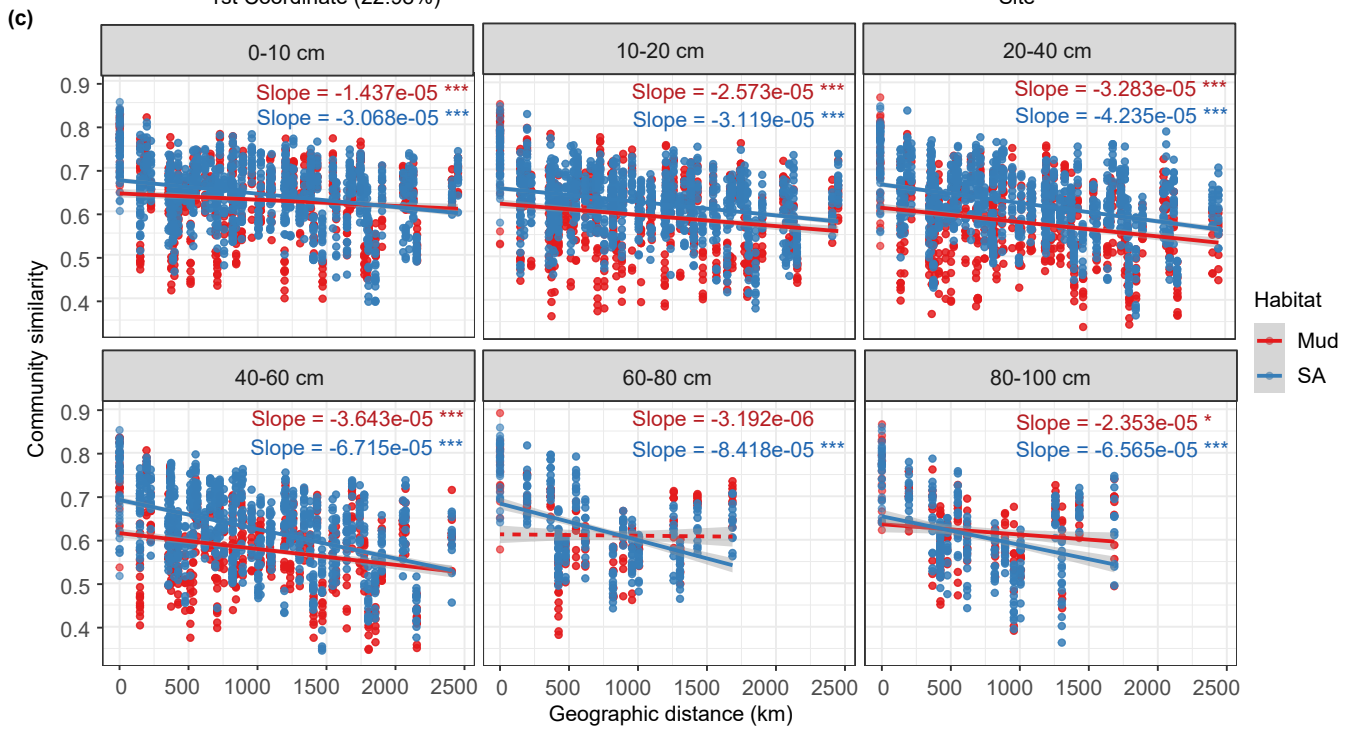 1st Coordinate (22.98%)
Site
(c)
0-10 cm
10-20 cm
20-40 cm
Slope = -1.437e-05 ***
Slope = -3.068e-05 ***
Slope = -2.573e-05 ***
Slope = -3.119e-05 ***
Slope = -3.283e-05 ***
Slope = -4.235e-05 ***
0.9
0.8
0.7
0.6
0.5
0.4
Community similarity
Habitat
Mud
SA
40-60 cm
60-80 cm
80-100 cm
Slope = -3.643e-05 ***
Slope = -6.715e-05 ***
Slope = -3.192e-06
Slope = -8.418e-05 ***
Slope = -2.353e-05 *
Slope = -6.565e-05 ***
0.9
0.8
0.7
0.6
0.5
0.4
0 500 1000 1500 2000 2500
0 500 1000 1500 2000 2500
0 500 1000 1500 2000 2500
Geographic distance (km)